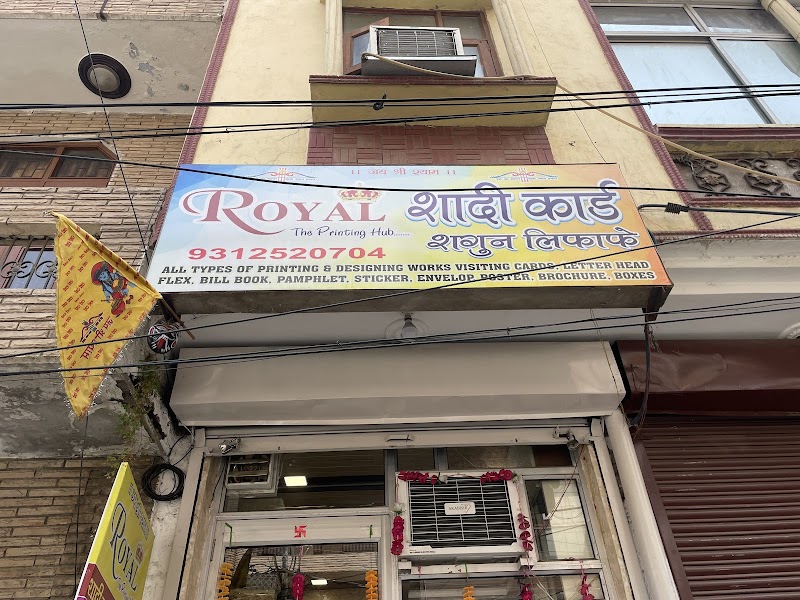 ।। जय श्री श्याम ।।
ROYAL
The Printing Hub......
9312520704
शादी कार्ड
शगुन लिफाफे
ALL TYPES OF PRINTING & DESIGNING WORKS VISITING CARDS, LETTER HEAD
FLEX, BILL BOOK, PAMPHLET, STICKER, ENVELOP POSTER, BROCHURE, BOXES
ROYAL